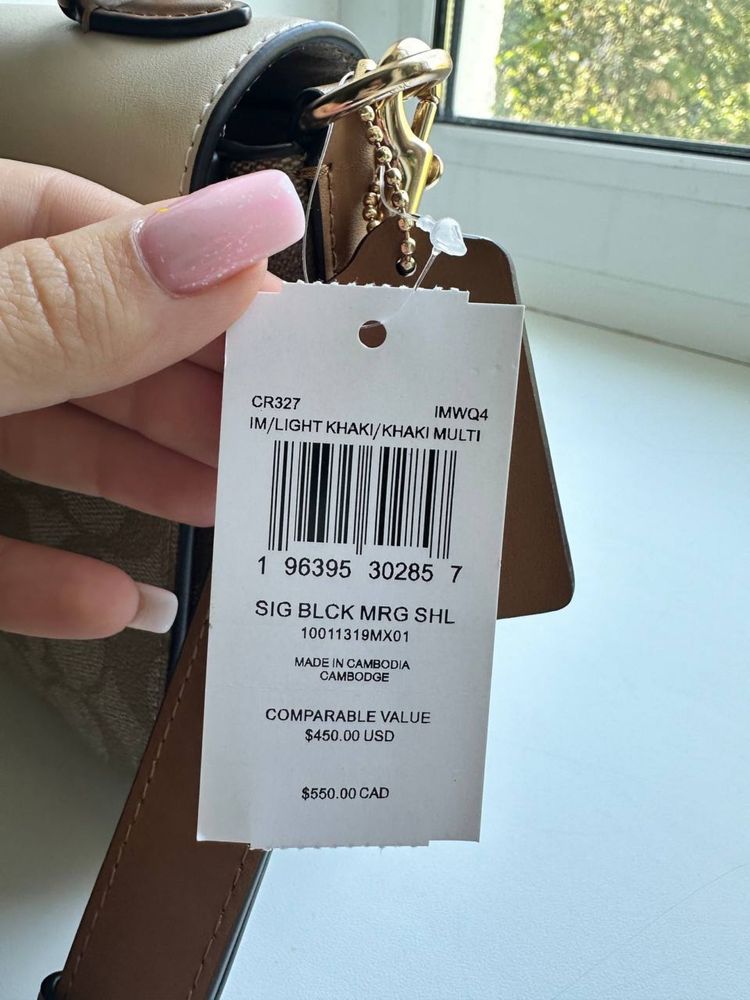 CR327 IMWQ4
IM/LIGHT KHAKI/KHAKI MULTI
1 96395 30285 7
SIG BLCK MRG SHL
10011319MX01
MADE IN CAMBODIA
CAMBODGE
COMPARABLE VALUE
$450.00 USD
$550.00 CAD